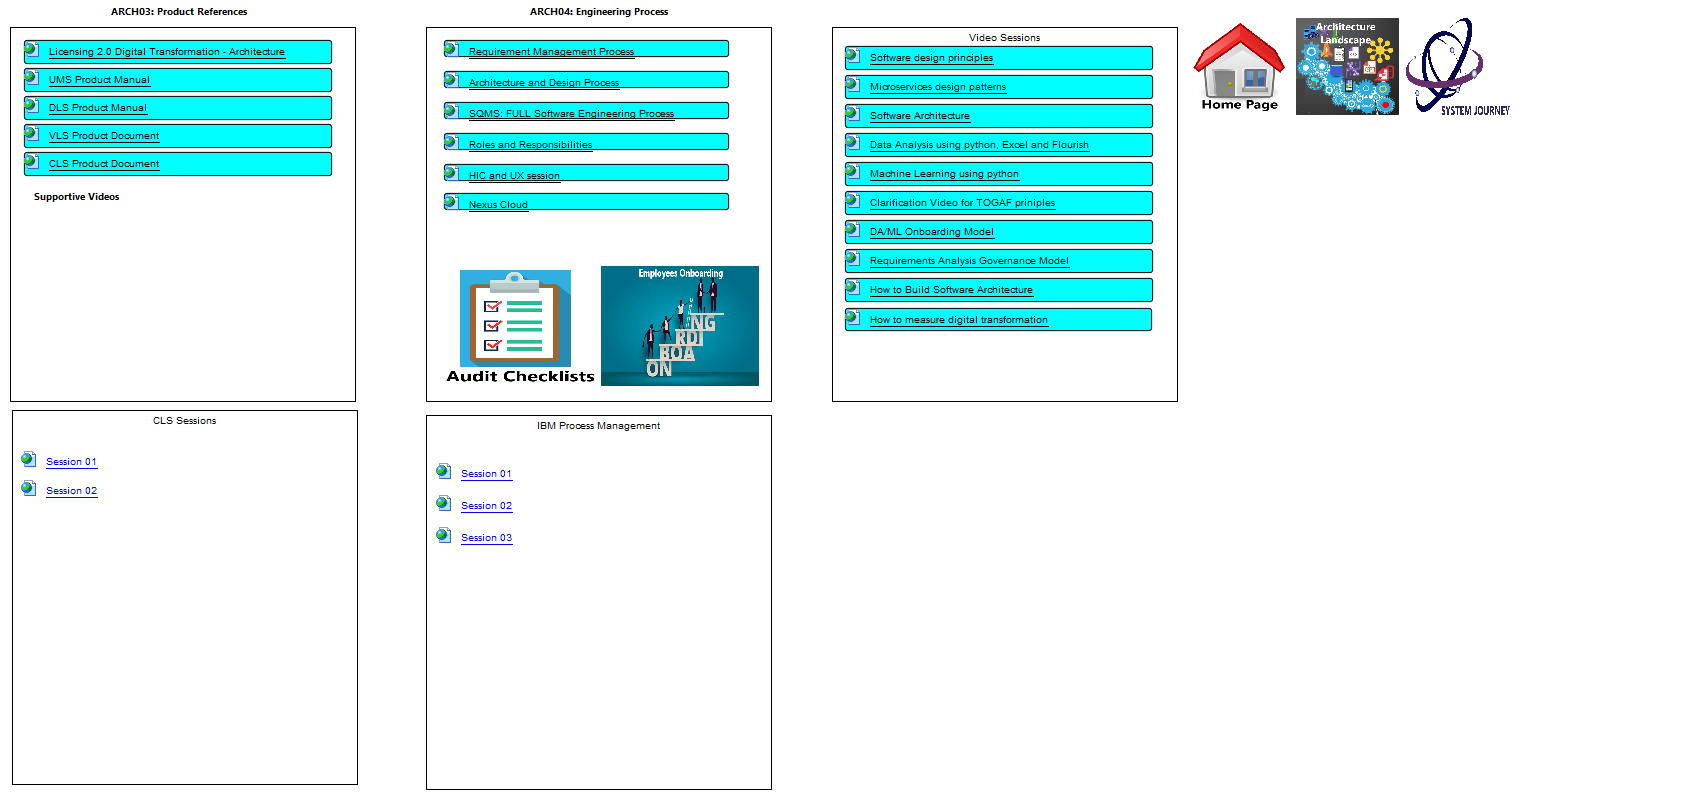 ARCH03: Product References
Licensing 2.0 Digital Transformation - Architecture
UMS Product Manual
DLS Product Manual
VLS Product Document
CLS Product Document
Supportive Videos
ARCH04: Engineering Process
Requirement Management Process
Architecture and Design Process
SQMS: FULL Software Engineering Process
Roles and Responsibilities
HIC and UX session
Nexus Cloud
Audit Checklists
Employees Onboarding
NG
RDI
BOA
ON
Video Sessions
Software design principles
Microservices design patterns
Software Architecture
Data Analysis using python, Excel and Flourish
Machine Learning using python
Clarification Video for TOGAF priniples
DA/ML Onboarding Model
Requirements Analysis Governance Model
How to Build Software Architecture
How to measure digital transformation
Home Page
Architecture
Landscape
SYSTEM JOURNEY
CLS Sessions
Session 01
Session 02
IBM Process Management
Session 01
Session 02
Session 03